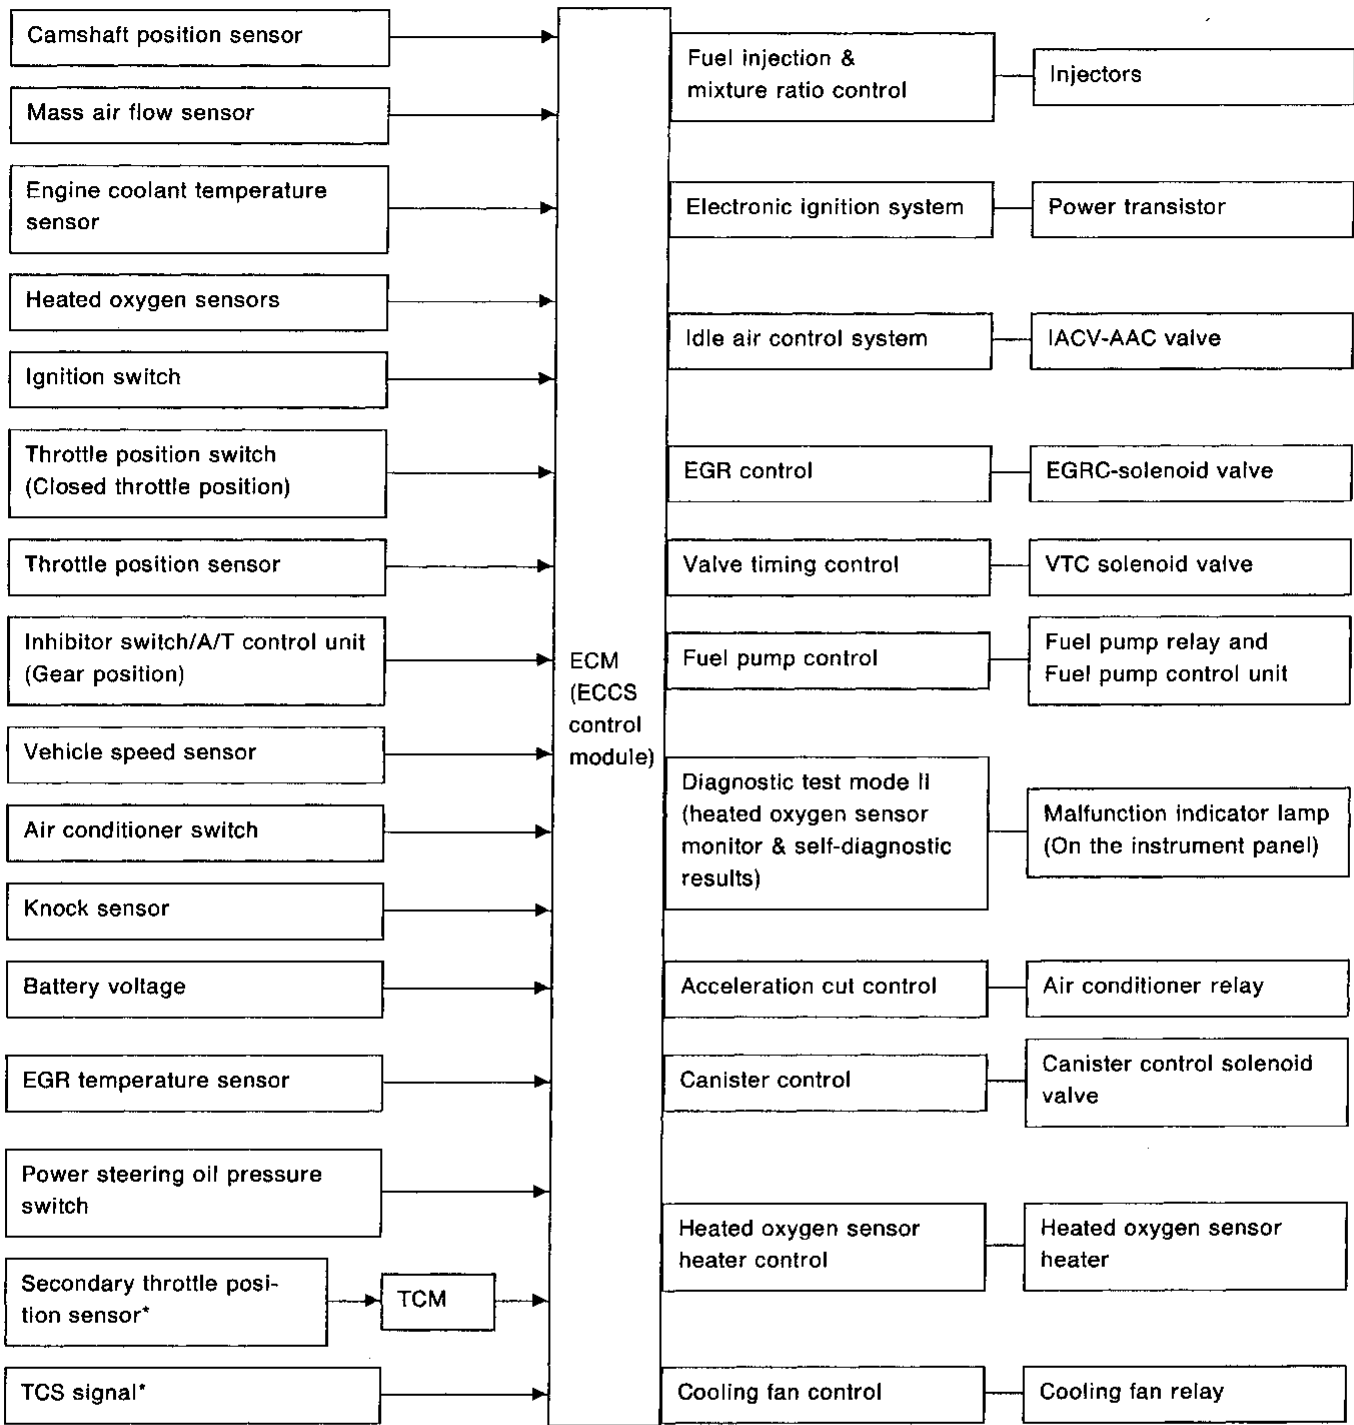 Camshaft position sensor
Mass air flow sensor
Engine coolant temperature
sensor
Heated oxygen sensors
Ignition switch
Throttle position switch
(Closed throttle position)
Throttle position sensor
Inhibitor switch/A/T control unit
(Gear position)
Vehicle speed sensor
Air conditioner switch
Knock sensor
Battery voltage
EGR temperature sensor
Power steering oil pressure
switch
Secondary throttle posi-
tion sensor*
TCM
TCS signal*
ECM
(ECCS
control
module)
Fuel injection &
mixture ratio control
Injectors
Electronic ignition system
Power transistor
Idle air control system
IACV-AAC valve
EGR control
EGRC-solenoid valve
Valve timing control
VTC solenoid valve
Fuel pump control
Fuel pump relay and
Fuel pump control unit
Diagnostic test mode II
(heated oxygen sensor
monitor & self-diagnostic
results)
Malfunction indicator lamp
(On the instrument panel)
Acceleration cut control
Air conditioner relay
Canister control
Canister control solenoid
valve
Heated oxygen sensor
heater control
Heated oxygen sensor
heater
Cooling fan control
Cooling fan relay